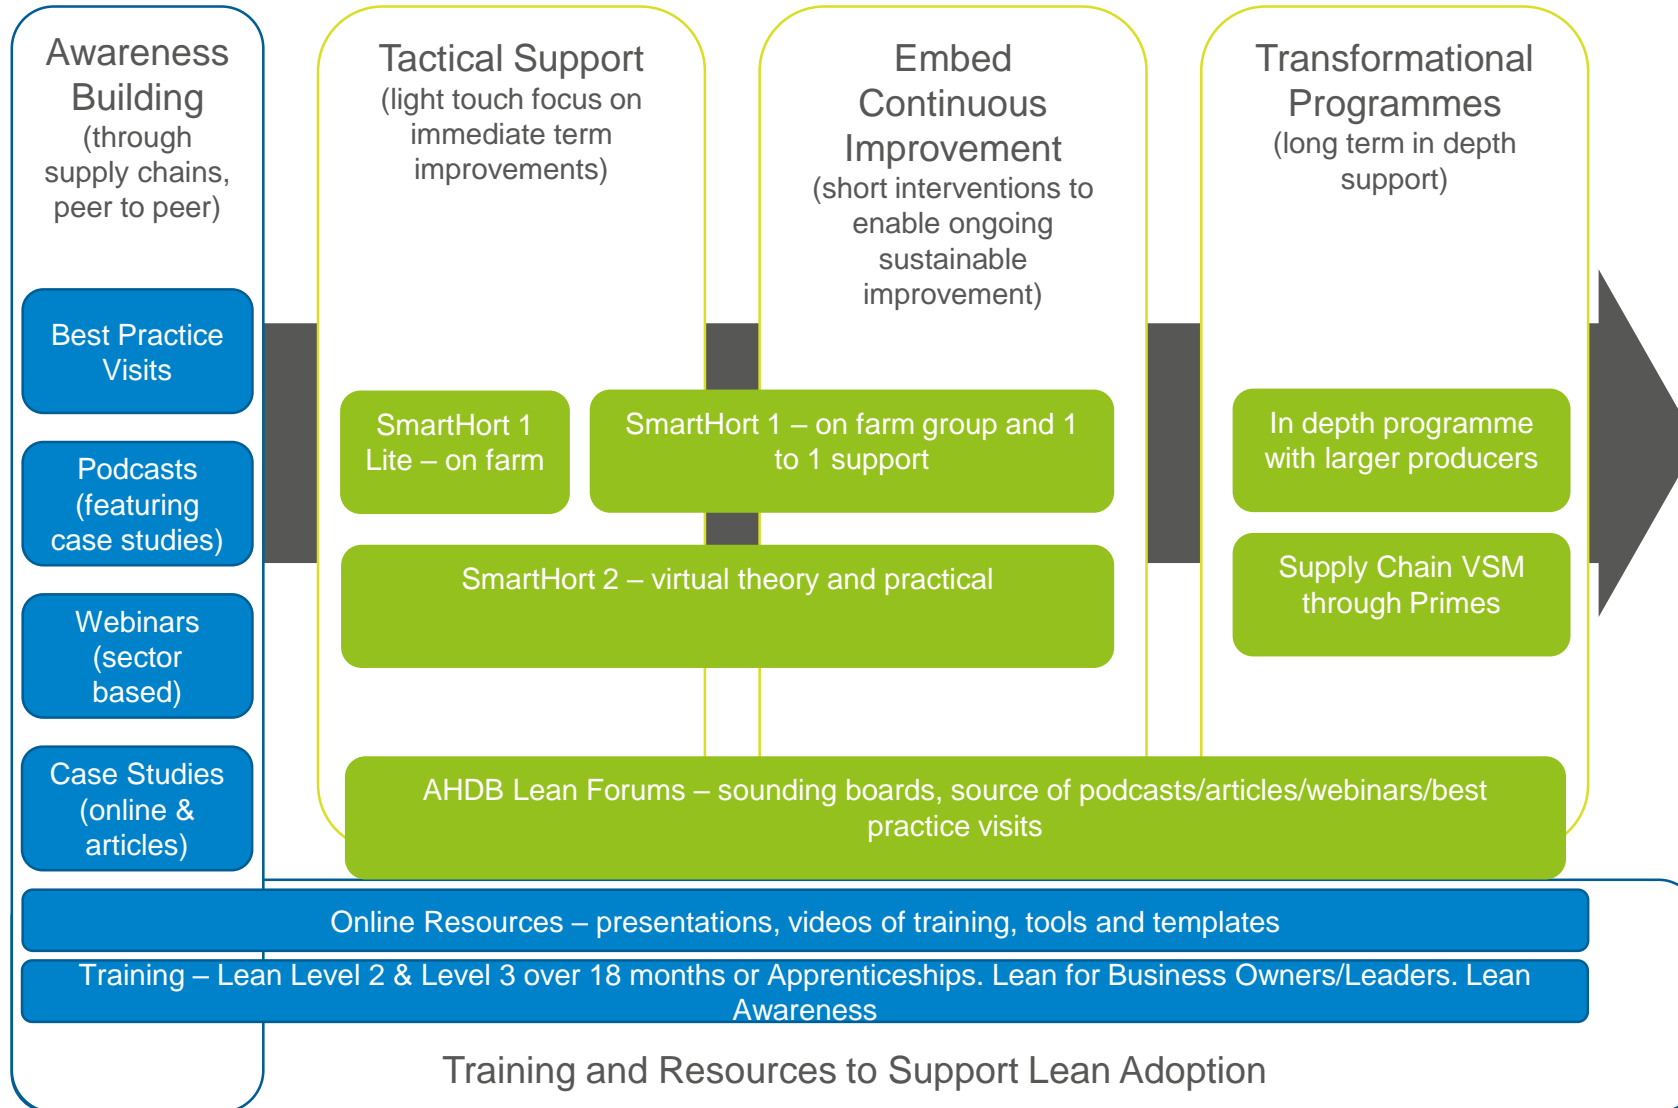 Awareness
Building
(through
supply chains,
peer to peer)
Best Practice
Visits
Podcasts
(featuring
case studies)
Webinars
(sector
based)
Case Studies
(online &
articles)
Tactical Support
(light touch focus on
immediate term
improvements)
Embed
Continuous
Improvement
(short interventions to
enable ongoing
sustainable
improvement)
Transformational
Programmes
(long term in depth
support)
SmartHort 1
Lite – on farm
SmartHort 1 – on farm group and 1
to 1 support
In depth programme
with larger producers
SmartHort 2 – virtual theory and practical
Supply Chain VSM
through Primes
AHDB Lean Forums – sounding boards, source of podcasts/articles/webinars/best
practice visits
Online Resources – presentations, videos of training, tools and templates
Training – Lean Level 2 & Level 3 over 18 months or Apprenticeships. Lean for Business Owners/Leaders. Lean
Awareness
Training and Resources to Support Lean Adoption